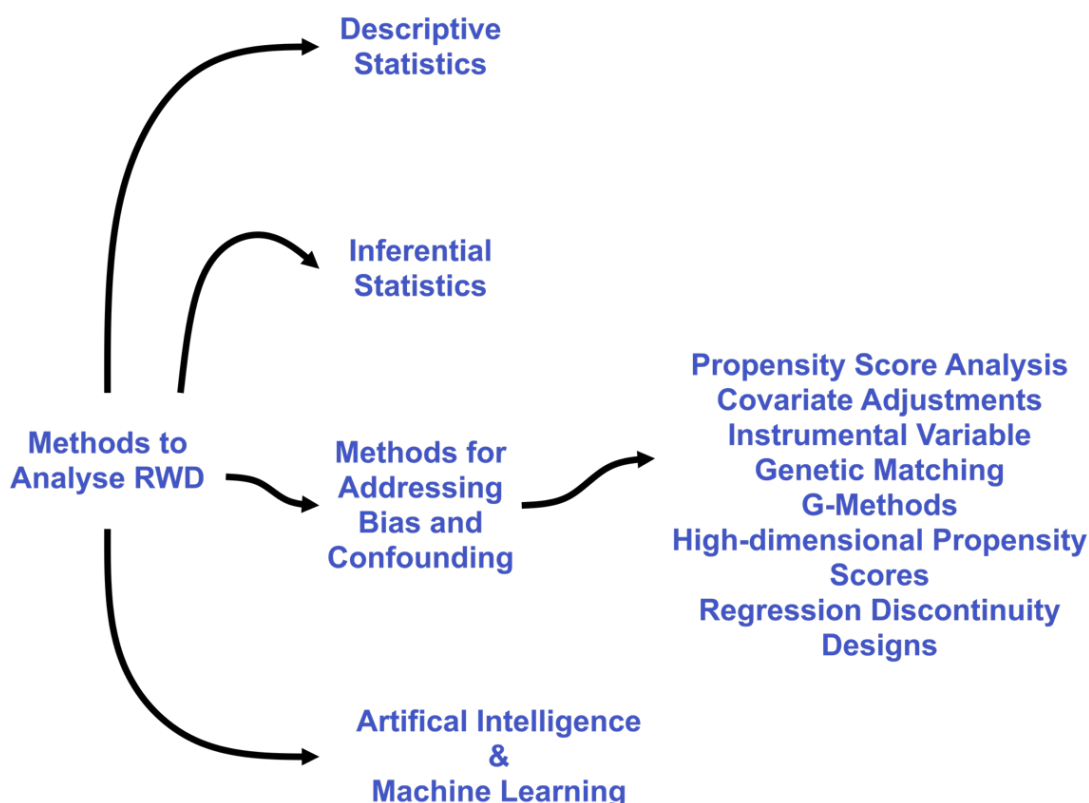 Descriptive
Statistics
Inferential
Statistics
Methods to
Analyse RWD
Methods for
Addressing
Bias and
Confounding
Propensity Score Analysis
Covariate Adjustments
Instrumental Variable
Genetic Matching
G-Methods
High-dimensional Propensity
Scores
Regression Discontinuity
Designs
Artifical Intelligence
&
Machine Learning